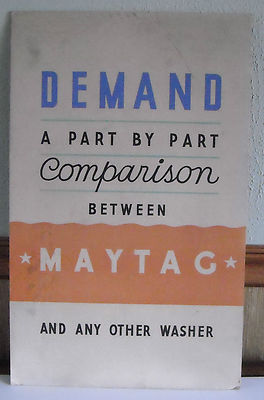 DEMAND
A PART BY PART
Comparison
BETWEEN
★ MAYTAG ★
AND ANY OTHER WASHER